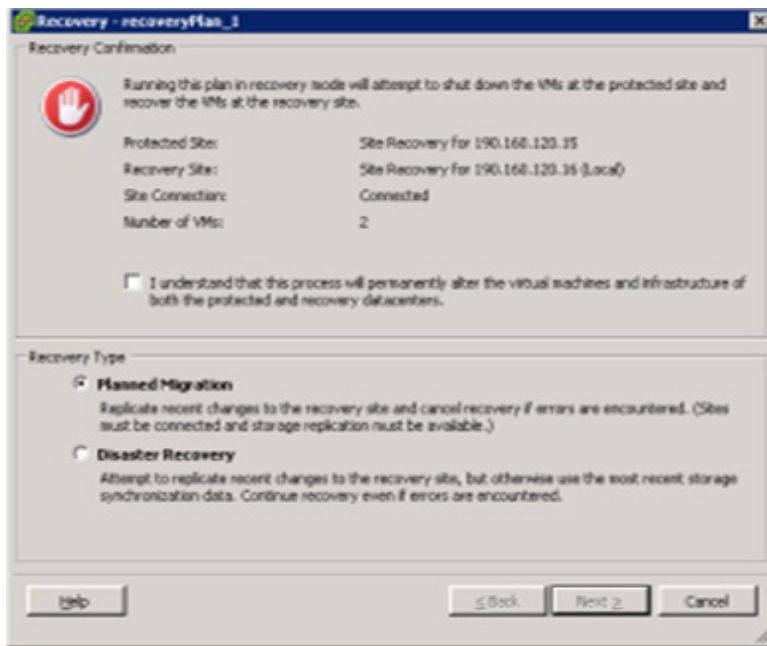 Recovery - recoveryPlan_1
Recovery Confirmation
Running this plan in recovery mode will attempt to shut down the VMs at the protected site and
recover the VMs at the recovery site.
Protected Site: Site Recovery for 190.168.120.35
Recovery Site: Site Recovery for 190.168.120.36 (Local)
Site Connection: Connected
Number of VMs: 2
I understand that this process will permanently alter the virtual machines and infrastructure of
both the protected and recovery datacenters.
Recovery Type
Planned Migration
Replicate recent changes to the recovery site and cancel recovery if errors are encountered. (Sites
must be connected and storage replication must be available.)
Disaster Recovery
Attempt to replicate recent changes to the recovery site, but otherwise use the most recent storage
synchronization data. Continue recovery even if errors are encountered.
Help
≤ Back
Next ≥
Cancel